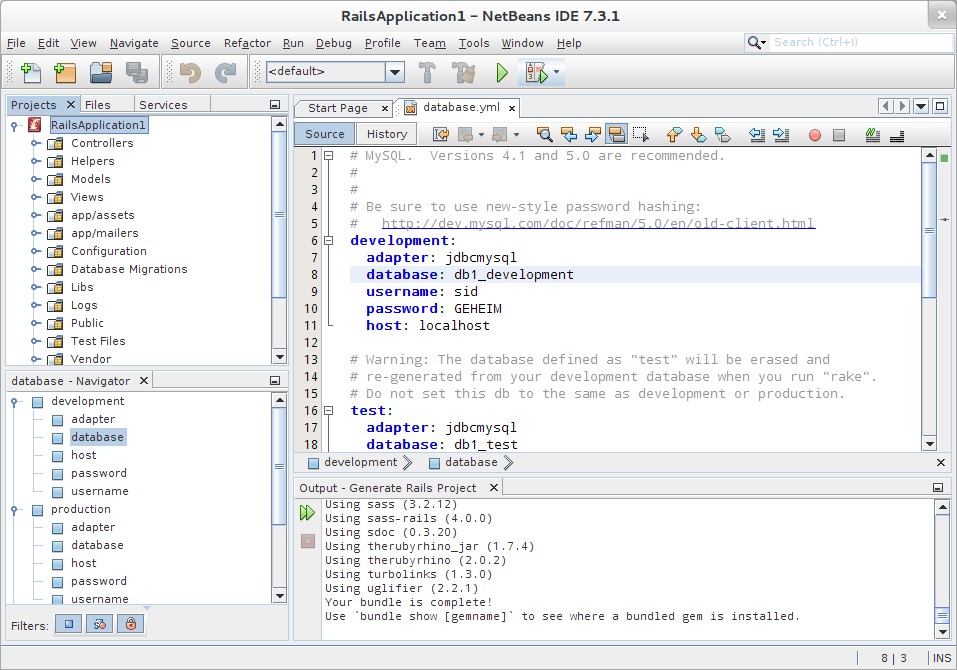 RailsApplication1 – NetBeans IDE 7.3.1
File Edit View Navigate Source Refactor Run Debug Profile Team Tools Window Help
Search (Ctrl+I)
<default>
Projects Files Services
RailsApplication1
Controllers
Helpers
Models
Views
app/assets
app/mailers
Configuration
Database Migrations
Libs
Logs
Public
Test Files
Vendor
database - Navigator
development
adapter
database
host
password
username
production
adapter
database
host
password
username
Filters:
Start Page database.yml
Source History
1 # MySQL.  Versions 4.1 and 5.0 are recommended.
2 #
3 #
4 # Be sure to use new-style password hashing:
5 #   http://dev.mysql.com/doc/refman/5.0/en/old-client.html
6 development:
7   adapter: jdbcmysql
8   database: db1_development
9   username: sid
10   password: GEHEIM
11   host: localhost
12
13 # Warning: The database defined as "test" will be erased and
14 # re-generated from your development database when you run "rake".
15 # Do not set this db to the same as development or production.
16 test:
17   adapter: jdbcmysql
18   database: db1_test
development database
Output - Generate Rails Project
Using sass (3.2.12)
Using sass-rails (4.0.0)
Using sdoc (0.3.20)
Using therubyrhino_jar (1.7.4)
Using therubyrhino (2.0.2)
Using turbolinks (1.3.0)
Using uglifier (2.2.1)
Your bundle is complete!
Use `bundle show [gemname]` to see where a bundled gem is installed.
8 | 3 INS